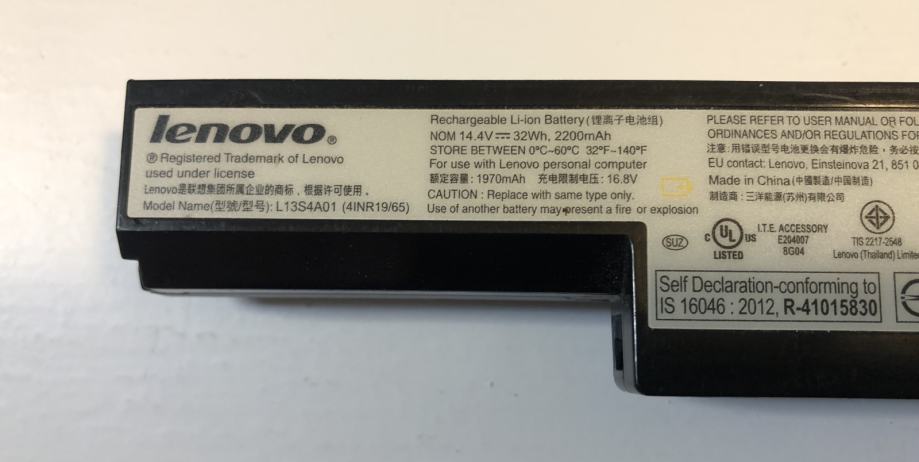 lenovo®
® Registered Trademark of Lenovo
used under license
Lenovo是联想集团所属企业的商标，根据许可使用。
Model Name(型號/型号): L13S4A01 (4INR19/65)
Rechargeable Li-ion Battery(锂离子电池组)
NOM 14.4V⎓32Wh, 2200mAh
STORE BETWEEN 0°C~60°C 32°F~140°F
For use with Lenovo personal computer
额定容量: 1970mAh 充电限制电压: 16.8V
CAUTION : Replace with same type only.
Use of another battery may present a fire or explosion
PLEASE REFER TO USER MANUAL OR FOL
ORDINANCES AND/OR REGULATIONS FO
注意: 用错误型号电池更换会有爆炸危险，务必按
EU contact: Lenovo, Einsteinova 21, 851 0
Made in China(中國製造/中国制造)
制造商：三洋能源(苏州)有限公司
SUZ
C UL US
LISTED
I.T.E. ACCESSORY
E204007
8G04
TIS 2217-2548
Lenovo (Thailand) Limite
Self Declaration-conforming to
IS 16046 : 2012, R-41015830